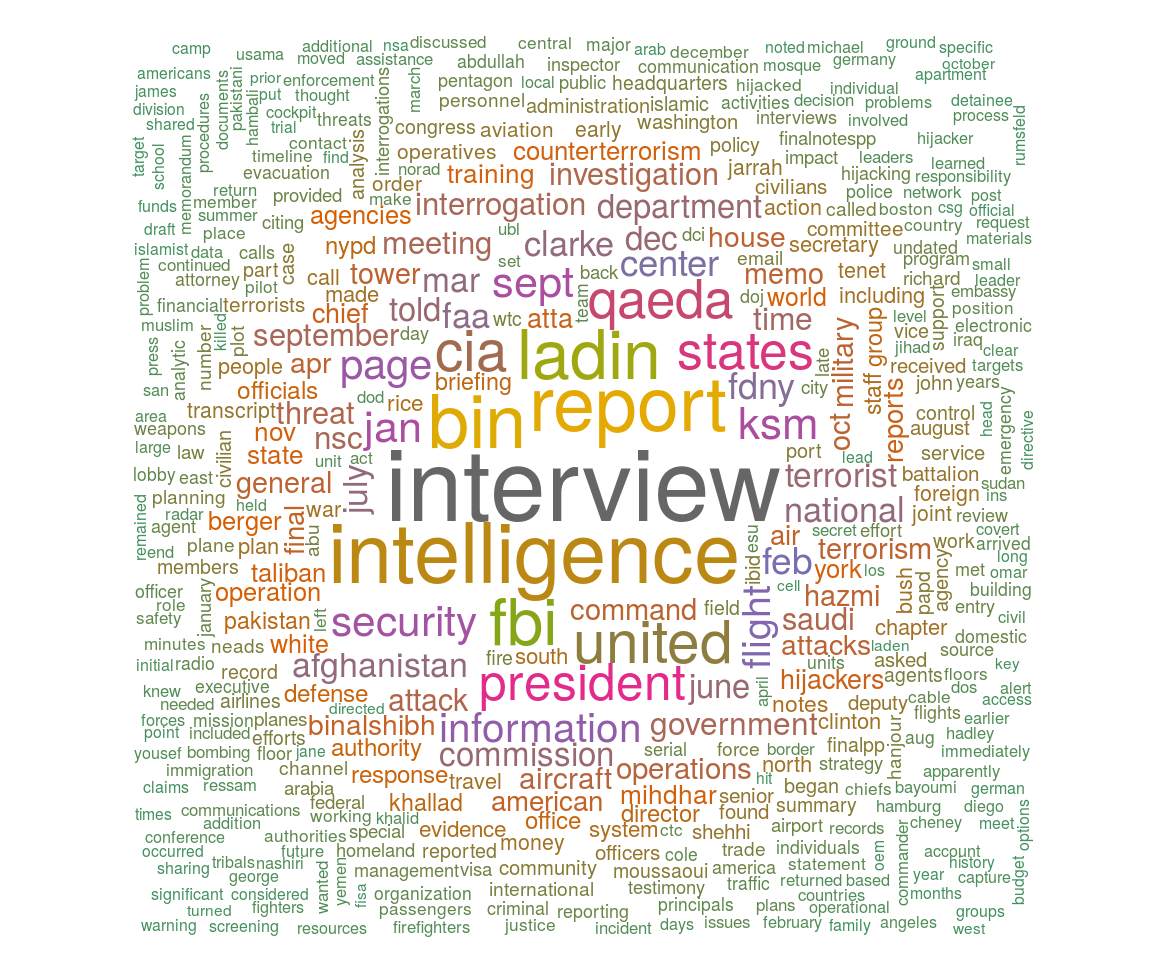 camp usama additional nsa discussed central major arab december noted michael ground specific
moved assistance abdullah inspector communication mosque germany october
americans pakistani prior enforcement interrogations march pentagon local public headquarters hijacked individual apartment
james documents hambali put thought personnel administration islamic activities decision problems detainee
division procedures cockpit threats congress aviation early washington interviews involved process rumsfeld
shared trial contact analysis operatives counterterrorism policy finalnotespp hijacker
target school memorandum timeline find norad training investigation jarrah impact leaders learned
evacuation order civilians hijacking responsibility
return provided make interrogation department action police network post
funds member agencies called boston csg official
summer citing ubl clarke dec dci house committee country request
draft place nypd meeting secretary undated materials
islamist data calls case set back center email program small
continued part call tower mar sept memo tenet richard leader
problem attorney pilot made team qaeda doj world including support embassy
financial terrorists chief told faa wtc atta time level position
muslim killed plot september day military staff group vice electronic
press analytic number people apr page cia ladin states late jihad iraq clear
san officials briefing fdny city received targets
area transcript threat dod rice bin report oct reports john years
weapons nov nsc jan ksm control head
large law civilian state unit act port lead august emergency directive
lobby east general july interview terrorist service
planning held battalion sudan
remained radar berger final war national foreign ins
agent abu joint review
end plane plan intelligence ibid esu air secret effort covert
members taliban feb terrorism work arrived
officer operation cell york los met long
role january flight hazmi bush papd agency omar
safety pakistan left security fbi command field saudi entry building
minutes neads white united attacks laden chapter civil
initial radio afghanistan fire south units asked domestic
record source key
knew executive defense attack president june april hijackers agents floors
needed airlines directed notes deputy cable dos alert
forces mission planes binalshibh information government clinton flights access
point included efforts authority earlier
yousef bombing floor jane commission serial force border finalpp hanjour aug hadley
immigration channel response aircraft operations hit north strategy immediately
claims ressam arabia travel began chiefs bayoumi apparently
times communications federal khallad american mihdhar senior summary hamburg german
addition working khalid office director found diego
conference authorities special evidence system ctc shehhi airport records cheney meet options
occurred future homeland reported money officers cole trade individuals oem commander account
sharing tribals nashiri management visa community moussaoui america statement history
george wanted yemen fisa traffic returned based year capture
significant considered organization international testimony countries months budget
turned fighters passengers criminal reporting principals plans operational groups
warning screening resources firefighters justice incident days issues february family angeles west